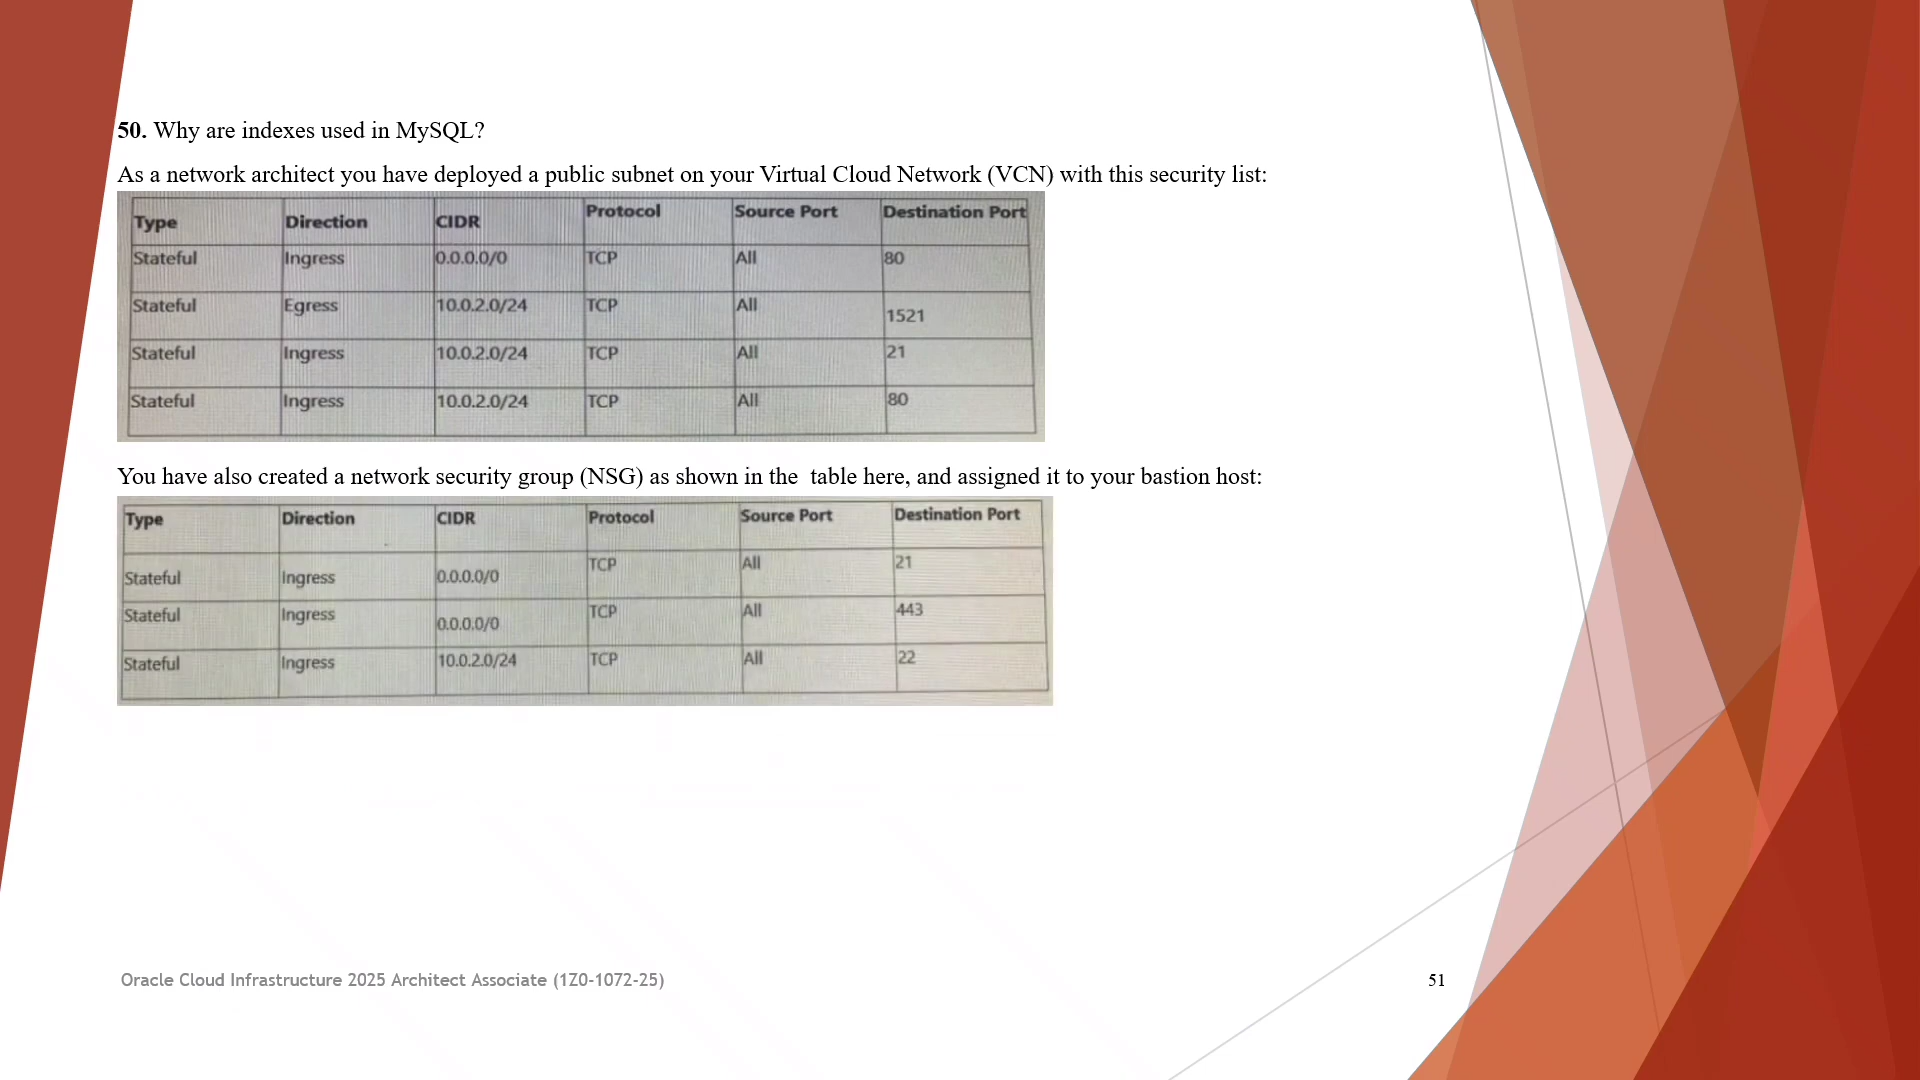 50. Why are indexes used in MySQL?
As a network architect you have deployed a public subnet on your Virtual Cloud Network (VCN) with this security list:
Type Direction CIDR Protocol Source Port Destination Port
Stateful Ingress 0.0.0.0/0 TCP All 80
Stateful Egress 10.0.2.0/24 TCP All 1521
Stateful Ingress 10.0.2.0/24 TCP All 21
Stateful Ingress 10.0.2.0/24 TCP All 80
You have also created a network security group (NSG) as shown in the table here, and assigned it to your bastion host:
Type Direction CIDR Protocol Source Port Destination Port
Stateful Ingress 0.0.0.0/0 TCP All 21
Stateful Ingress 0.0.0.0/0 TCP All 443
Stateful Ingress 10.0.2.0/24 TCP All 22
Oracle Cloud Infrastructure 2025 Architect Associate (1Z0-1072-25)
51